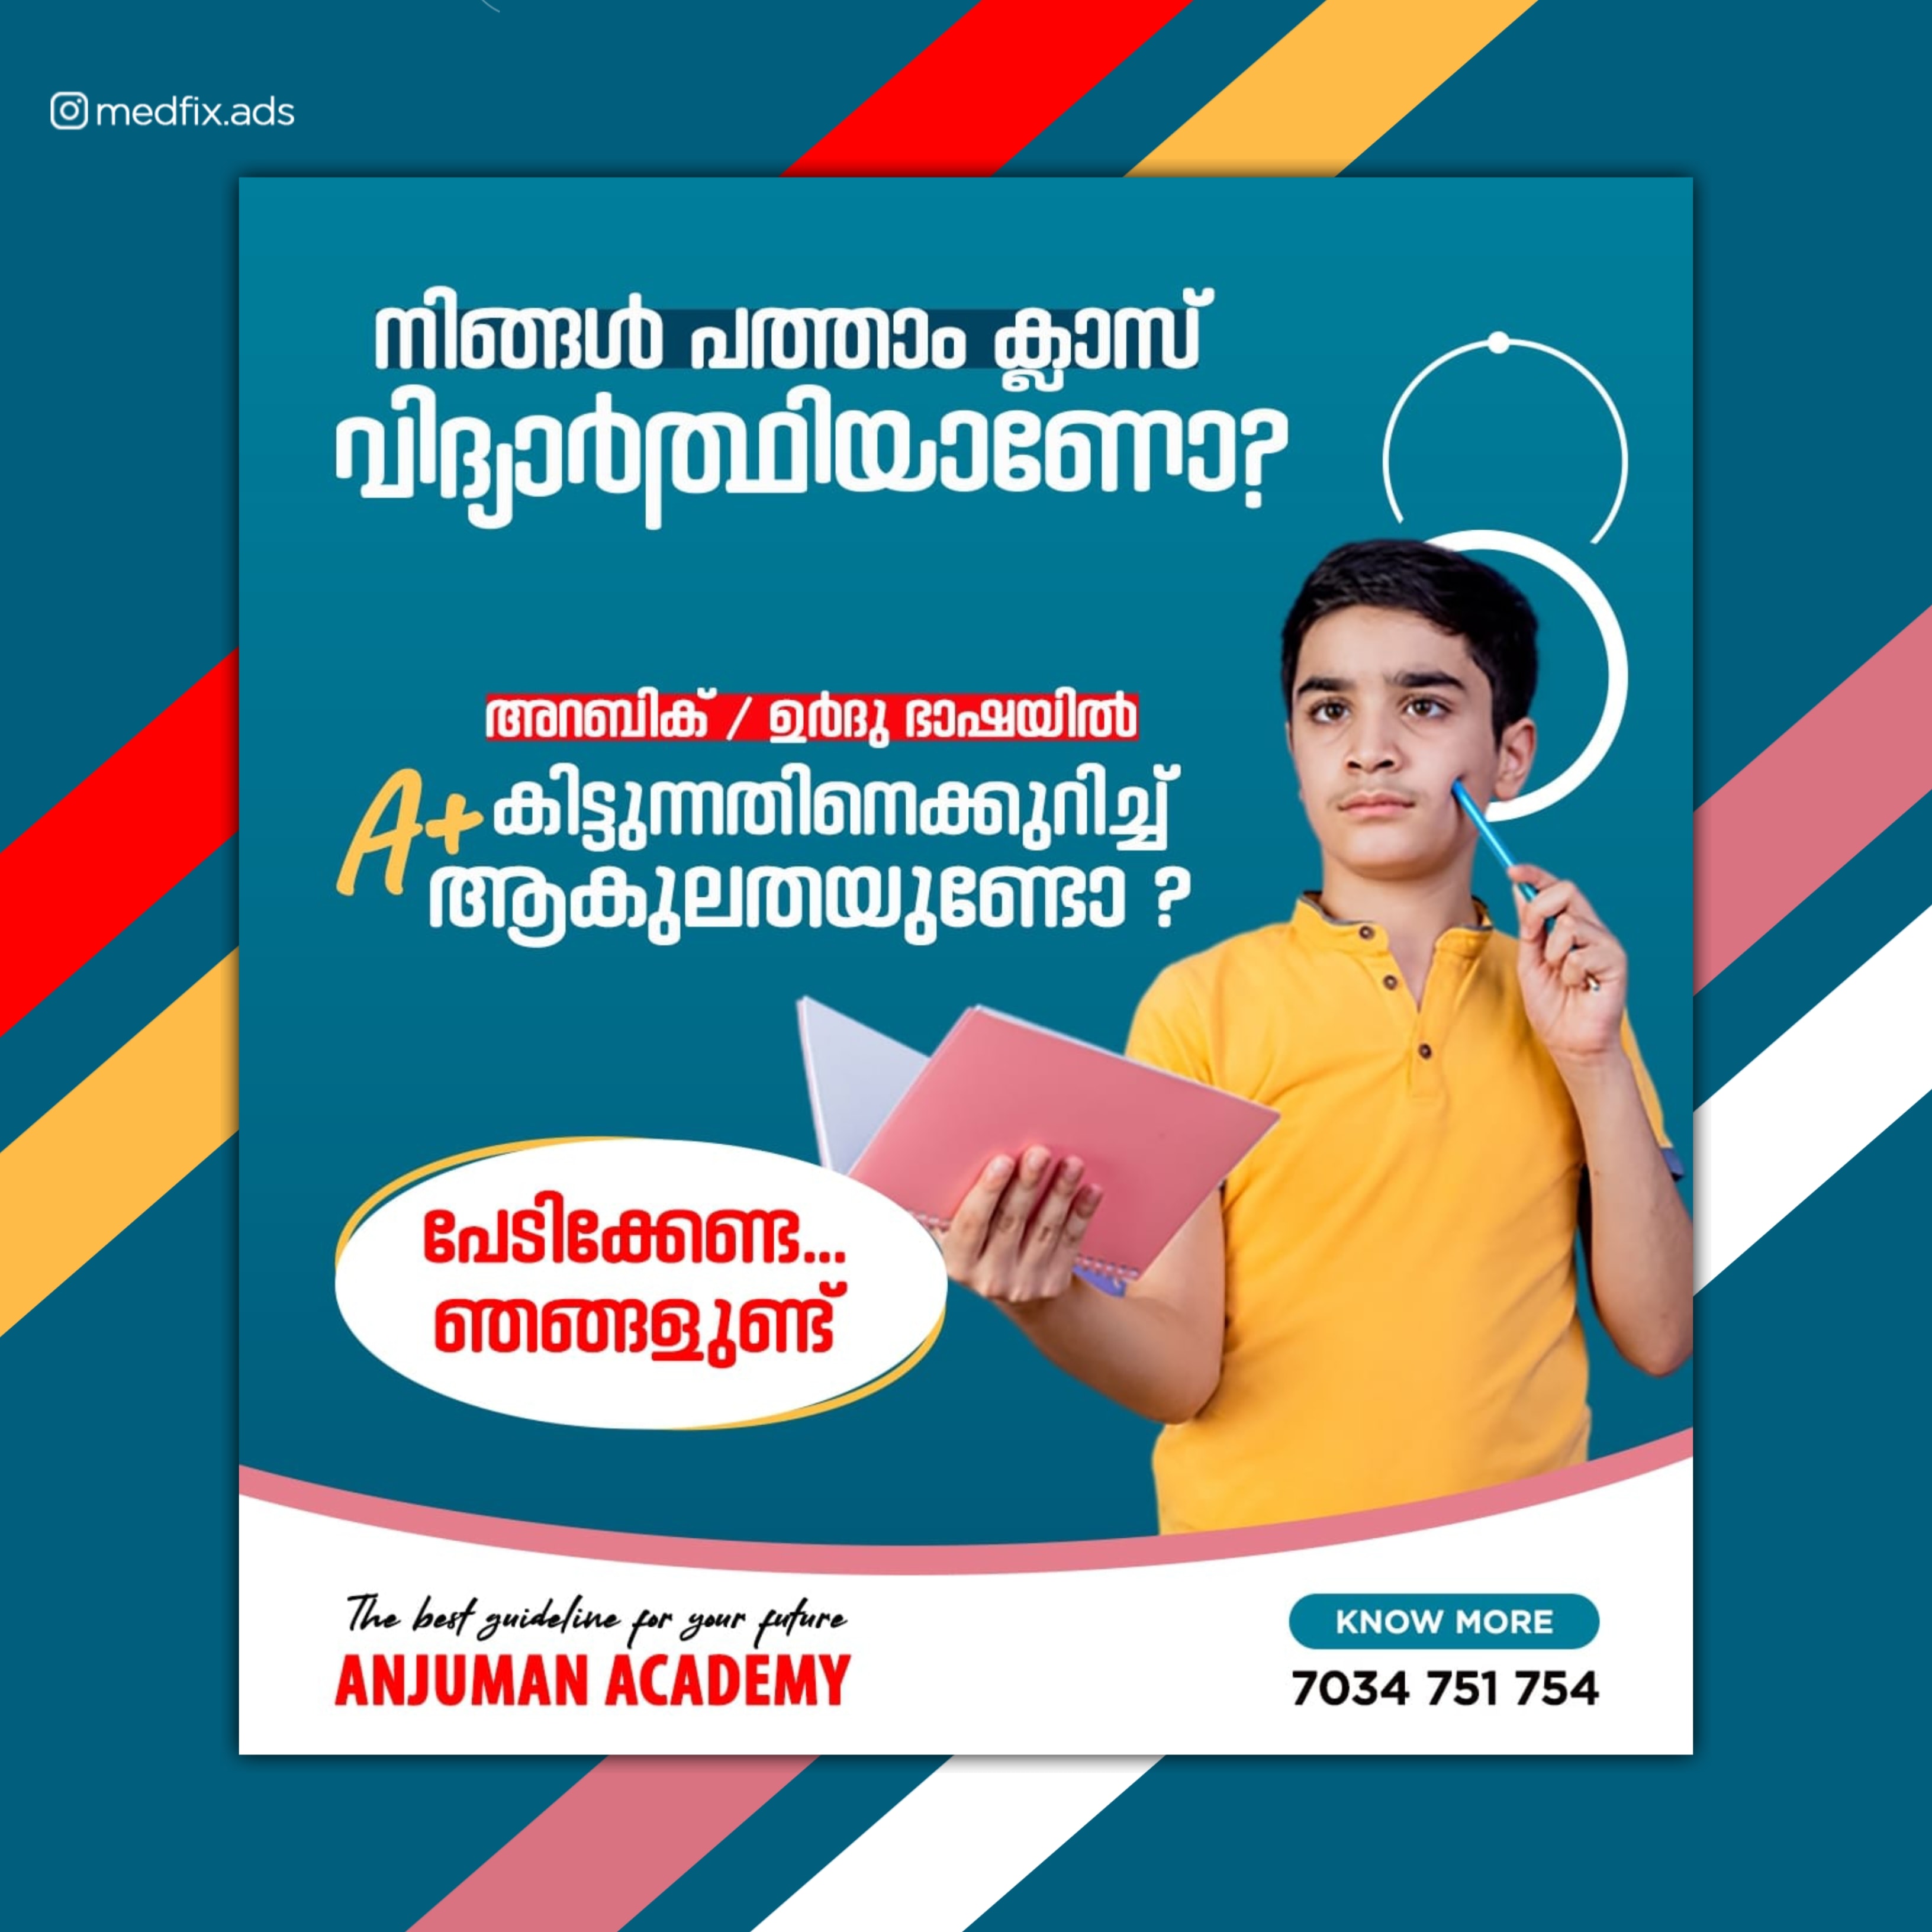 medfix.ads
നിങ്ങൾ പത്താം ക്ലാസ്
വിദ്യാർത്ഥിയാണോ?
അറബിക് / ഉർദു ഭാഷയിൽ
A+ കിട്ടുന്നതിനെക്കുറിച്ച്
ആകുലതയുണ്ടോ ?
പേടിക്കേണ്ട...
ഞങ്ങളുണ്ട്
The best guideline for your future
ANJUMAN ACADEMY
KNOW MORE
7034 751 754